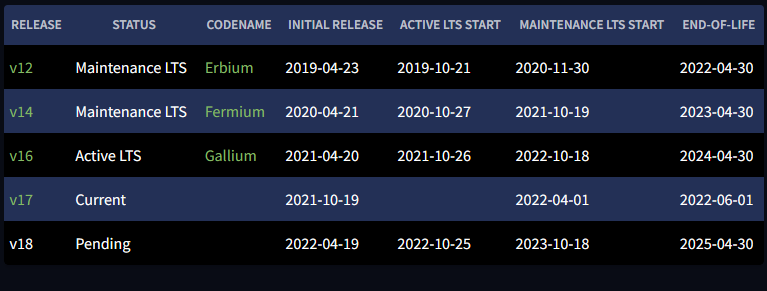 RELEASE STATUS CODENAME INITIAL RELEASE ACTIVE LTS START MAINTENANCE LTS START END-OF-LIFE
v12 Maintenance LTS Erbium 2019-04-23 2019-10-21 2020-11-30 2022-04-30
v14 Maintenance LTS Fermium 2020-04-21 2020-10-27 2021-10-19 2023-04-30
v16 Active LTS Gallium 2021-04-20 2021-10-26 2022-10-18 2024-04-30
v17 Current 2021-10-19 2022-04-01 2022-06-01
v18 Pending 2022-04-19 2022-10-25 2023-10-18 2025-04-30